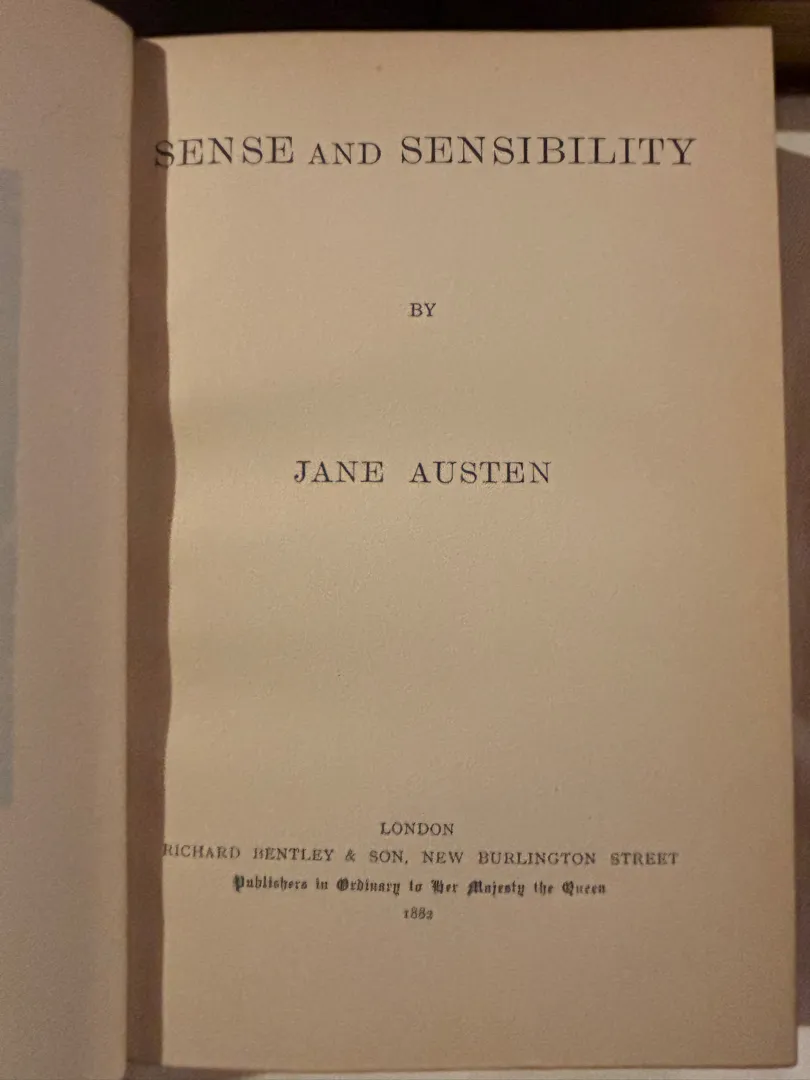 SENSE AND SENSIBILITY
BY
JANE AUSTEN
LONDON
RICHARD BENTLEY & SON, NEW BURLINGTON STREET
Publishers in Ordinary to Her Majesty the Queen
1882